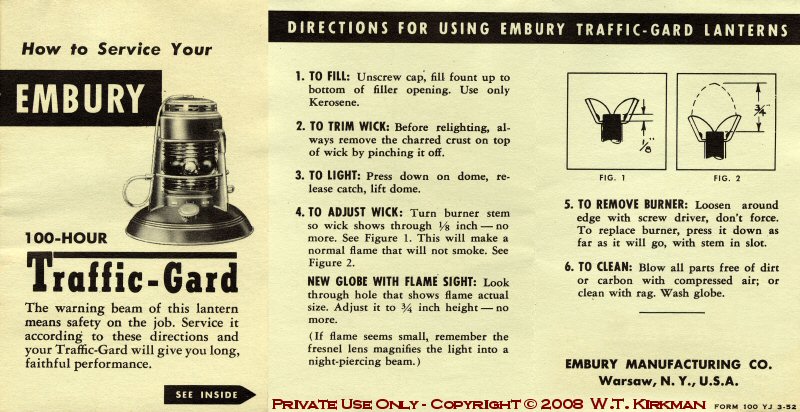 How to Service Your
EMBURY
100-HOUR
Traffic-Gard
The warning beam of this lantern
means safety on the job. Service it
according to these directions and
your Traffic-Gard will give you long,
faithful performance.
SEE INSIDE
DIRECTIONS FOR USING EMBURY TRAFFIC-GARD LANTERNS
1. TO FILL: Unscrew cap, fill fount up to
bottom of filler opening. Use only
Kerosene.
2. TO TRIM WICK: Before relighting, al-
ways remove the charred crust on top
of wick by pinching it off.
3. TO LIGHT: Press down on dome, re-
lease catch, lift dome.
4. TO ADJUST WICK: Turn burner stem
so wick shows through 1/8 inch — no
more. See Figure 1. This will make a
normal flame that will not smoke. See
Figure 2.
NEW GLOBE WITH FLAME SIGHT: Look
through hole that shows flame actual
size. Adjust it to 3/4 inch height — no
more.
(If flame seems small, remember the
fresnel lens magnifies the light into a
night-piercing beam.)
1/8
3/4
FIG. 1
FIG. 2
5. TO REMOVE BURNER: Loosen around
edge with screw driver, don't force.
To replace burner, press it down as
far as it will go, with stem in slot.
6. TO CLEAN: Blow all parts free of dirt
or carbon with compressed air; or
clean with rag. Wash globe.
EMBURY MANUFACTURING CO.
Warsaw, N. Y., U.S.A.
FORM 100 YJ 3-52
Private Use Only - Copyright © 2008 W.T. Kirkman